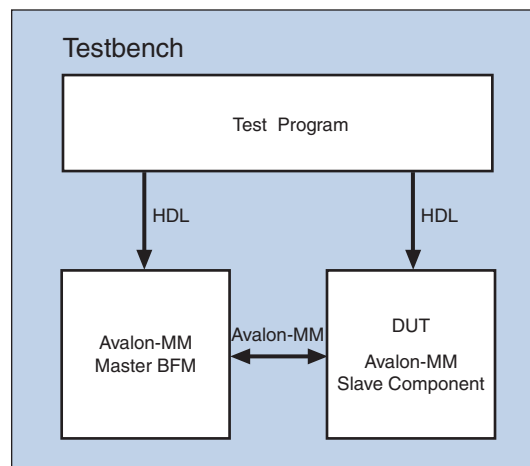 Testbench
Test Program
HDL
HDL
Avalon-MM
Master BFM
Avalon-MM
DUT
Avalon-MM
Slave Component